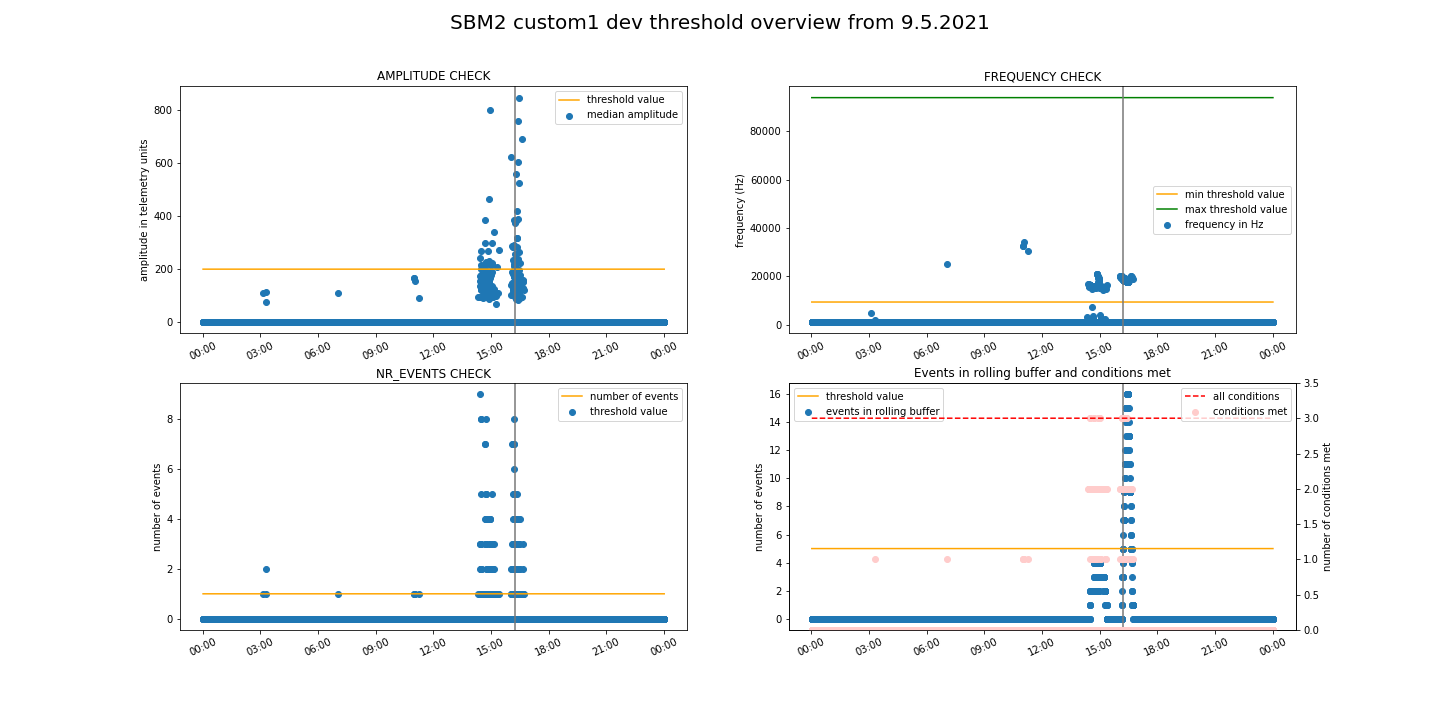 SBM2 custom1 dev threshold overview from 9.5.2021
AMPLITUDE CHECK
amplitude in telemetry units
800
600
400
200
0
threshold value
median amplitude
00:00 03:00 06:00 09:00 12:00 15:00 18:00 21:00 00:00
FREQUENCY CHECK
frequency (Hz)
80000
60000
40000
20000
0
min threshold value
max threshold value
frequency in Hz
00:00 03:00 06:00 09:00 12:00 15:00 18:00 21:00 00:00
NR_EVENTS CHECK
number of events
8
6
4
2
0
number of events
threshold value
00:00 03:00 06:00 09:00 12:00 15:00 18:00 21:00 00:00
Events in rolling buffer and conditions met
number of events
16
14
12
10
8
6
4
2
0
threshold value
events in rolling buffer
all conditions
conditions met
3.5
3.0
2.5
2.0
1.5
1.0
0.5
0.0
number of conditions met
00:00 03:00 06:00 09:00 12:00 15:00 18:00 21:00 00:00